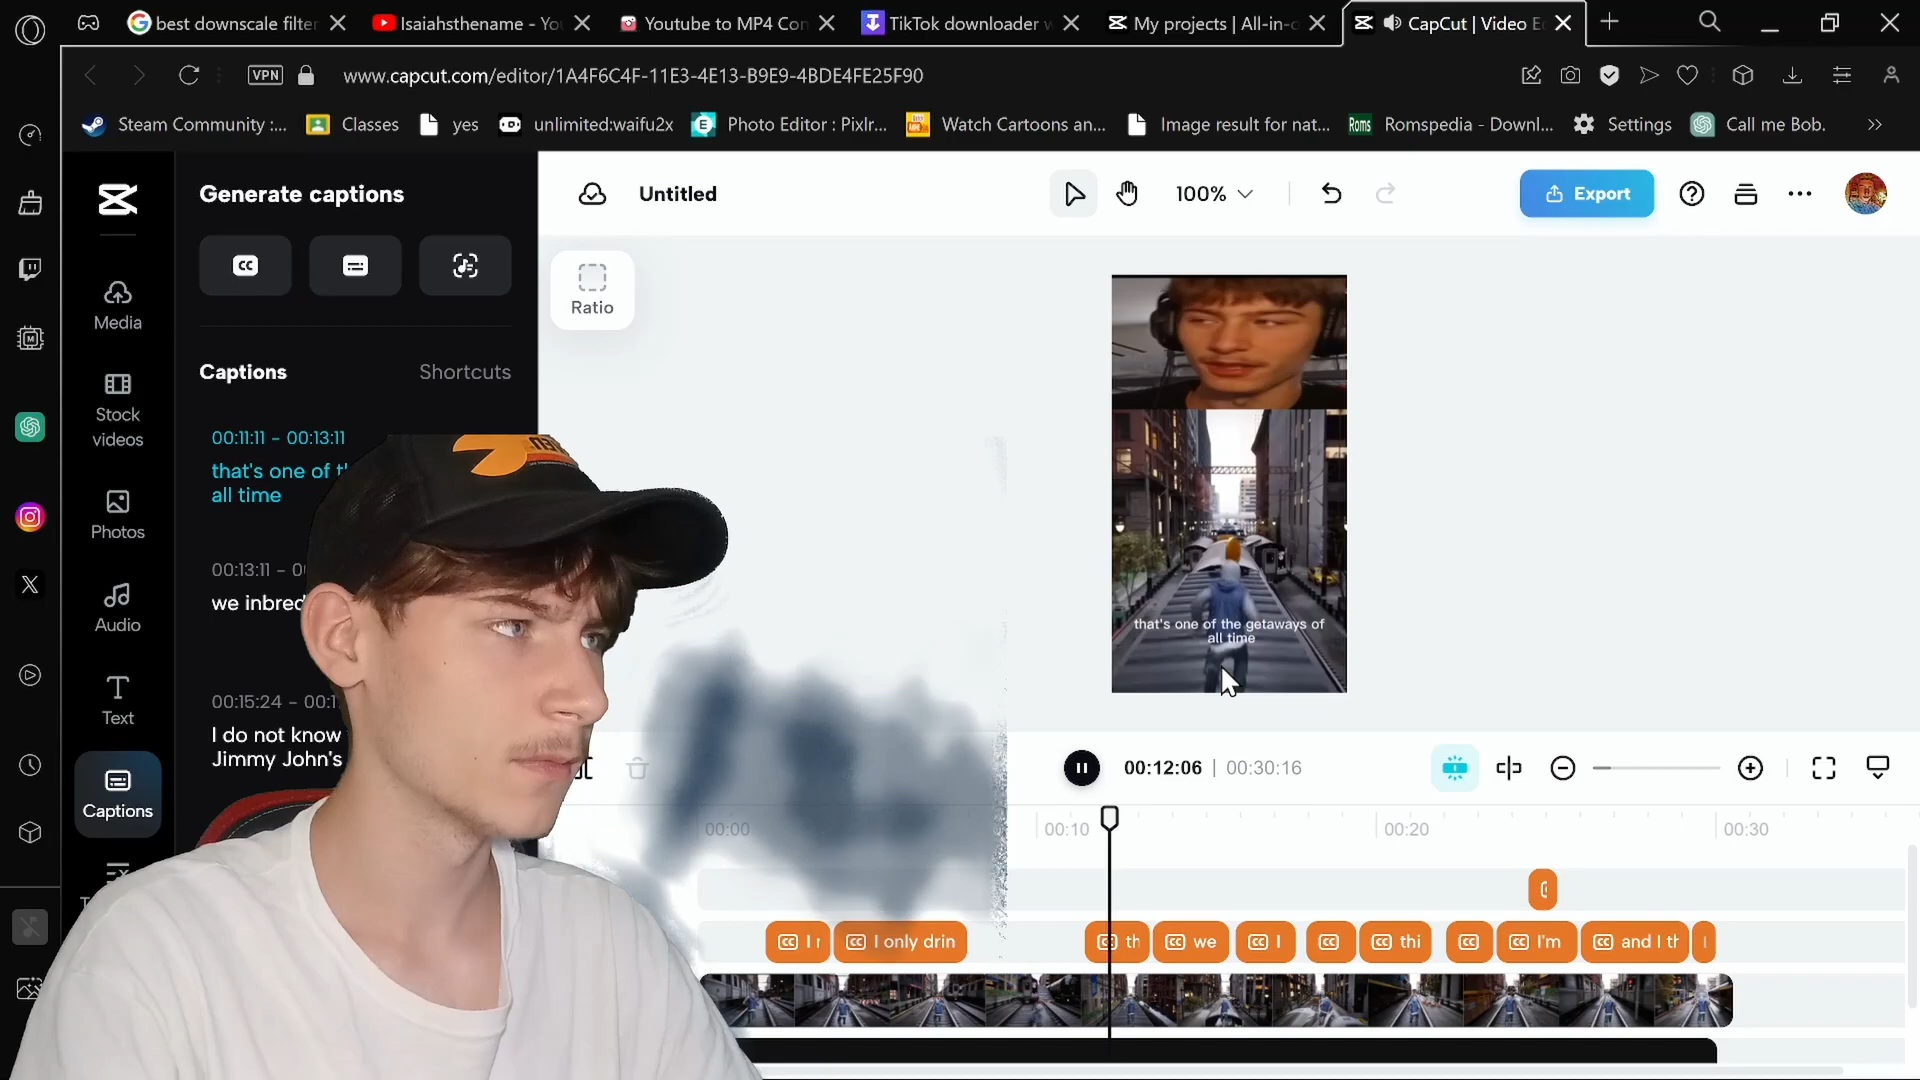 best downscale filter
Isaiahsthename - Yo
Youtube to MP4 Con
TikTok downloader w
My projects | All-in-o
CapCut | Video E
VPN
www.capcut.com/editor/1A4F6C4F-11E3-4E13-B9E9-4BDE4FE25F90
Steam Community :...
Classes
yes
unlimited:waifu2x
Photo Editor : Pixlr...
Watch Cartoons an...
Image result for nat...
Roms
Romspedia - Downl...
Settings
Call me Bob.
Generate captions
Untitled
100%
Export
Ratio
Media
Stock
videos
Photos
Audio
Text
Captions
Captions
Shortcuts
00:11:11 – 00:13:11
that's one of t
all time
00:13:11 – 0
we inbred
00:15:24 – 00:1
I do not know
Jimmy John's
that's one of the getaways of
all time
00:12:06 | 00:30:16
00:00
00:10
00:20
00:30
I only drin
th
we
I
thi
I'm
and I th